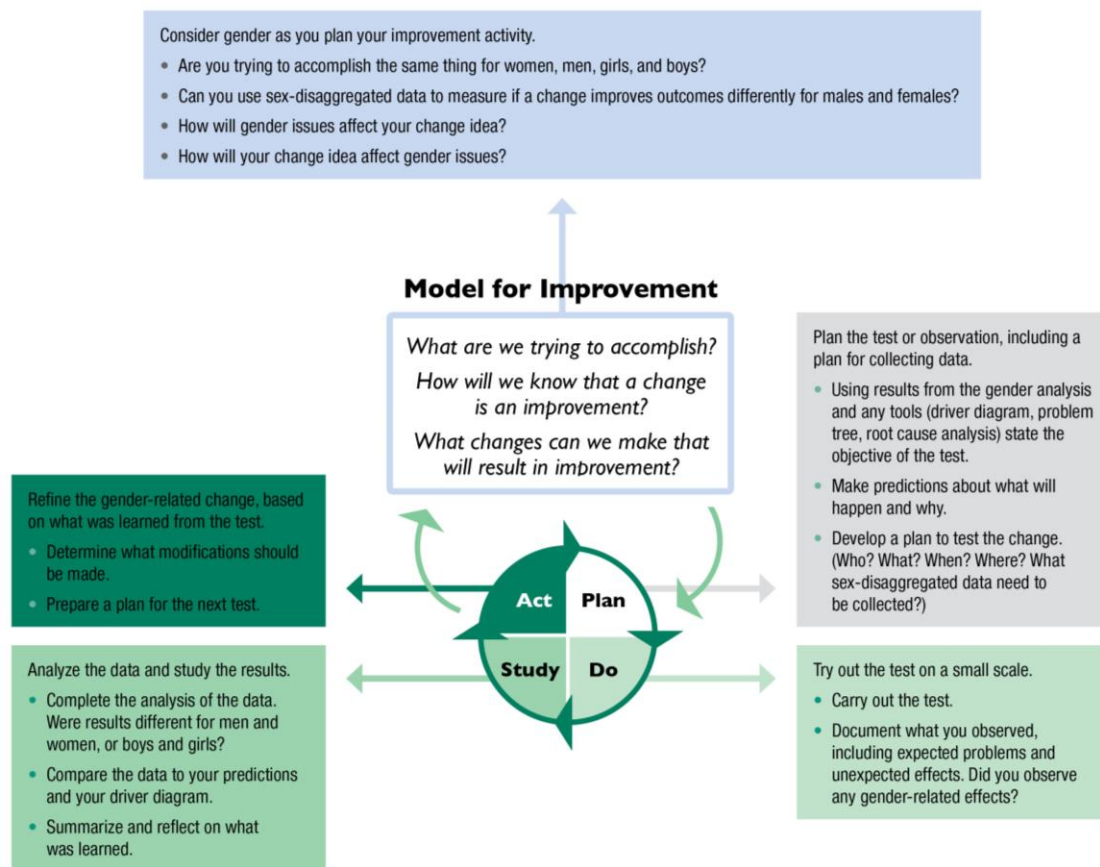 Consider gender as you plan your improvement activity.
• Are you trying to accomplish the same thing for women, men, girls, and boys?
• Can you use sex-disaggregated data to measure if a change improves outcomes differently for males and females?
• How will gender issues affect your change idea?
• How will your change idea affect gender issues?
Model for Improvement
What are we trying to accomplish?
How will we know that a change
is an improvement?
What changes can we make that
will result in improvement?
Plan the test or observation, including a
plan for collecting data.
• Using results from the gender analysis
and any tools (driver diagram, problem
tree, root cause analysis) state the
objective of the test.
• Make predictions about what will
happen and why.
• Develop a plan to test the change.
(Who? What? When? Where? What
sex-disaggregated data need to
be collected?)
Refine the gender-related change, based
on what was learned from the test.
• Determine what modifications should
be made.
• Prepare a plan for the next test.
Act
Plan
Study
Do
Analyze the data and study the results.
• Complete the analysis of the data.
Were results different for men and
women, or boys and girls?
• Compare the data to your predictions
and your driver diagram.
• Summarize and reflect on what
was learned.
Try out the test on a small scale.
• Carry out the test.
• Document what you observed,
including expected problems and
unexpected effects. Did you observe
any gender-related effects?